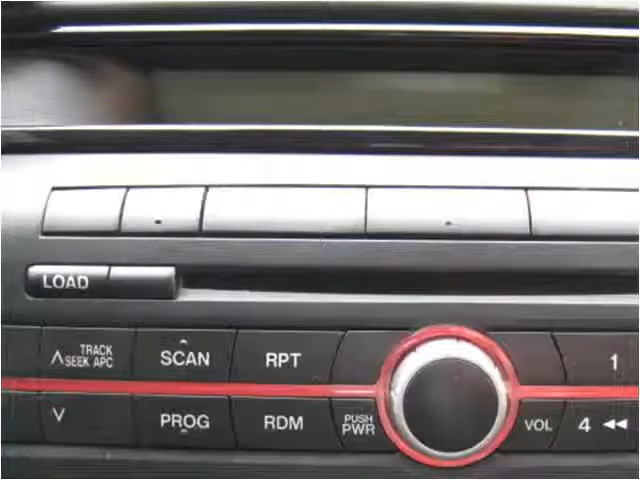 LOAD
TRACK
SEEK APC
SCAN
RPT
1
PROG
RDM
PUSH
PWR
VOL
4